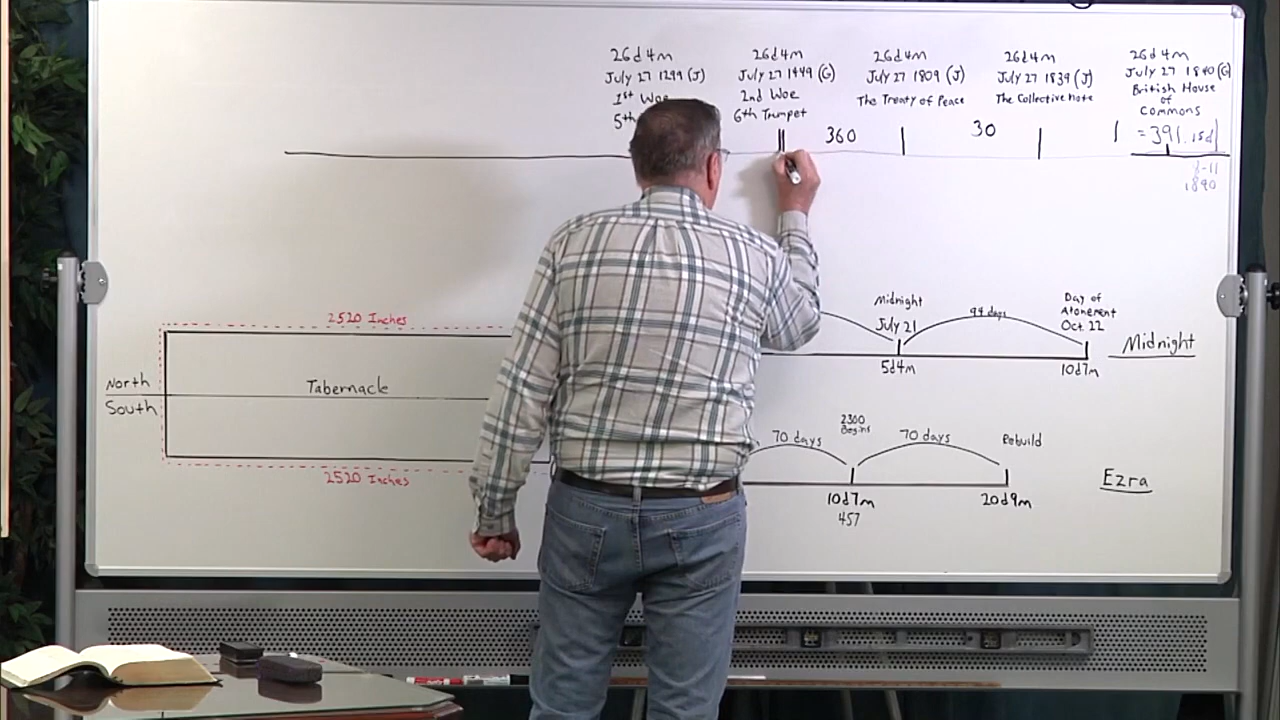 26d4m
July 27 1299 (J)
1st Woe
5th
26d4m
July 27 1449 (G)
2nd Woe
6th Trumpet
26d4m
July 27 1809 (J)
The Treaty of Peace
26d4m
July 27 1839 (J)
The Collective Note
26d4m
July 27 1840 (G)
British House
of
Commons
360
30
= 391.15d
8-11
1840
2520 Inches
North
South
Tabernacle
2520 Inches
Midnight
July 21
5d4m
94 days
Day of
Atonement
Oct. 22
10d7m
Midnight
70 days
2300
Begins
10d7m
457
70 days
Rebuild
20d9m
Ezra